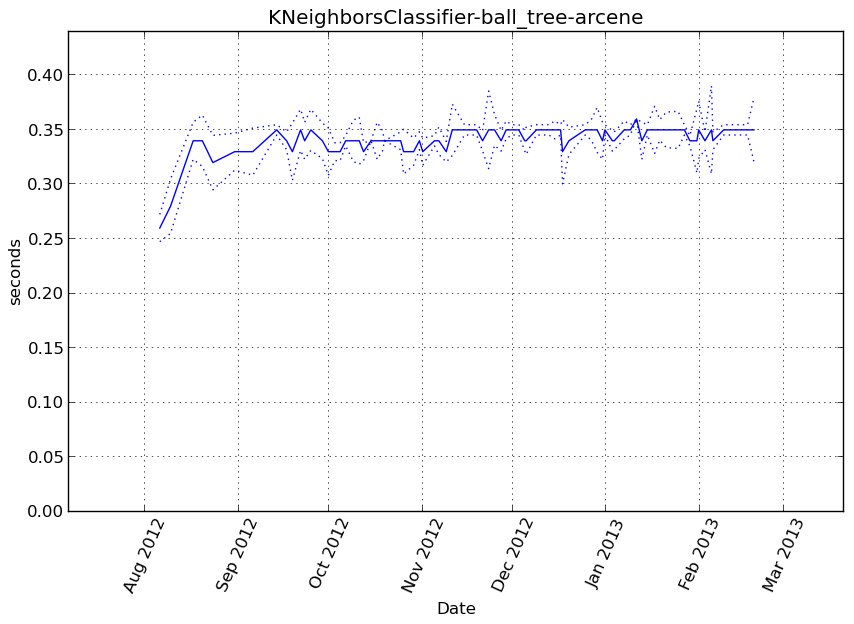 KNeighborsClassifier-ball_tree-arcene
0.40
0.35
0.30
0.25
0.20
0.15
0.10
0.05
0.00
seconds
Aug 2012
Sep 2012
Oct 2012
Nov 2012
Dec 2012
Jan 2013
Feb 2013
Mar 2013
Date